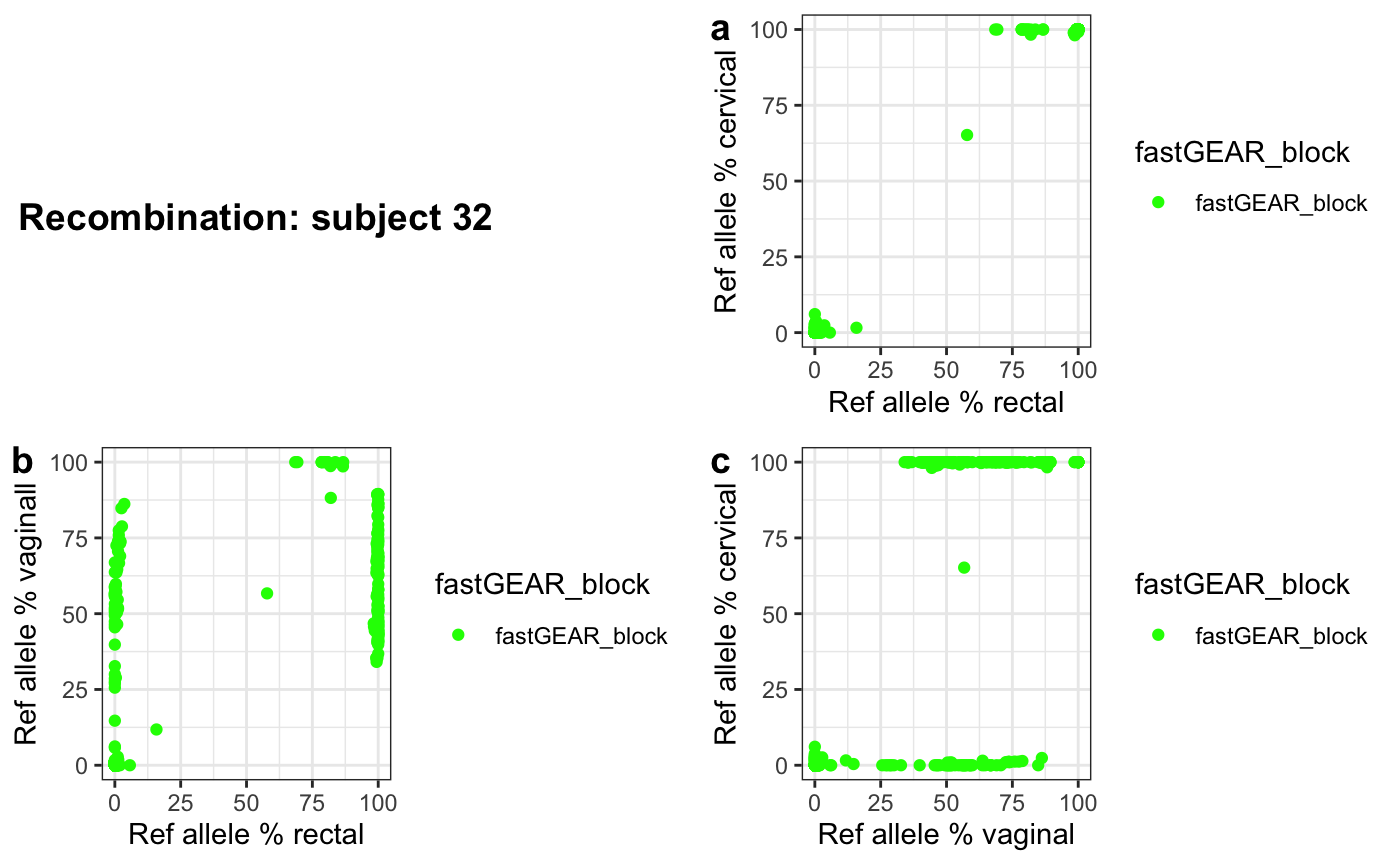 Recombination: subject 32
a
Ref allele % cervical
100
75
50
25
0
0 25 50 75 100
Ref allele % rectal
fastGEAR_block
fastGEAR_block
b
Ref allele % vaginall
100
75
50
25
0
0 25 50 75 100
Ref allele % rectal
fastGEAR_block
fastGEAR_block
c
Ref allele % cervical
100
75
50
25
0
0 25 50 75 100
Ref allele % vaginal
fastGEAR_block
fastGEAR_block